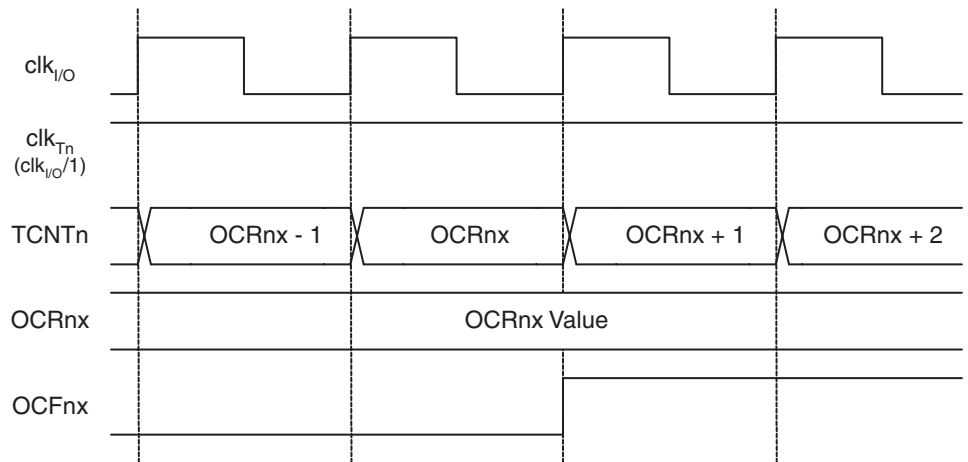 clkI/O
clkTn
(clkI/O/1)
TCNTn
OCRnx - 1
OCRnx
OCRnx + 1
OCRnx + 2
OCRnx
OCRnx Value
OCFnx